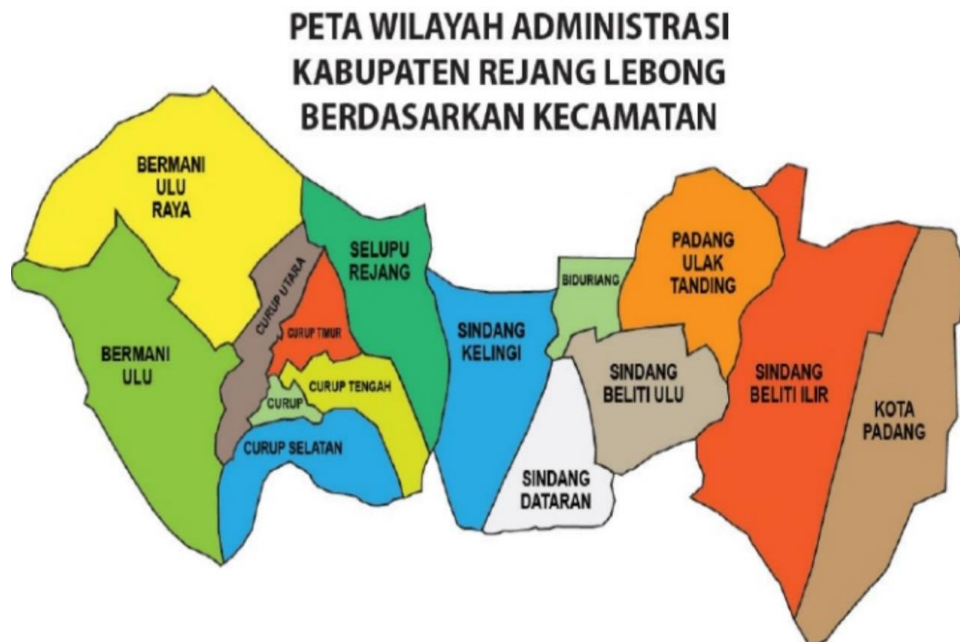 PETA WILAYAH ADMINISTRASI
KABUPATEN REJANG LEBONG
BERDASARKAN KECAMATAN
BERMANI
ULU
RAYA
BERMANI
ULU
CURUP UTARA
SELUPU
REJANG
CURUP TIMUR
CURUP TENGAH
CURUP
CURUP SELATAN
SINDANG
KELINGI
BIDURIANG
PADANG
ULAK
TANDING
SINDANG
BELITI ULU
SINDANG
DATARAN
SINDANG
BELITI ILIR
KOTA
PADANG